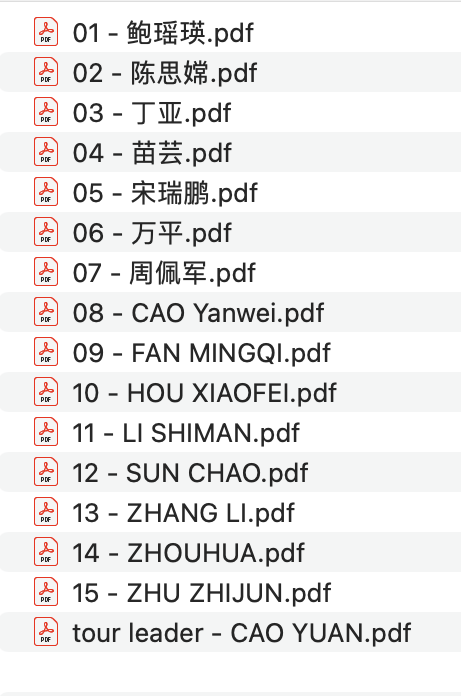 01 - 鲍瑶瑛.pdf
02 - 陈思嫦.pdf
03 - 丁亚.pdf
04 - 苗芸.pdf
05 - 宋瑞鹏.pdf
06 - 万平.pdf
07 - 周佩军.pdf
08 - CAO Yanwei.pdf
09 - FAN MINGQI.pdf
10 - HOU XIAOFEI.pdf
11 - LI SHIMAN.pdf
12 - SUN CHAO.pdf
13 - ZHANG LI.pdf
14 - ZHOUHUA.pdf
15 - ZHU ZHIJUN.pdf
tour leader - CAO YUAN.pdf